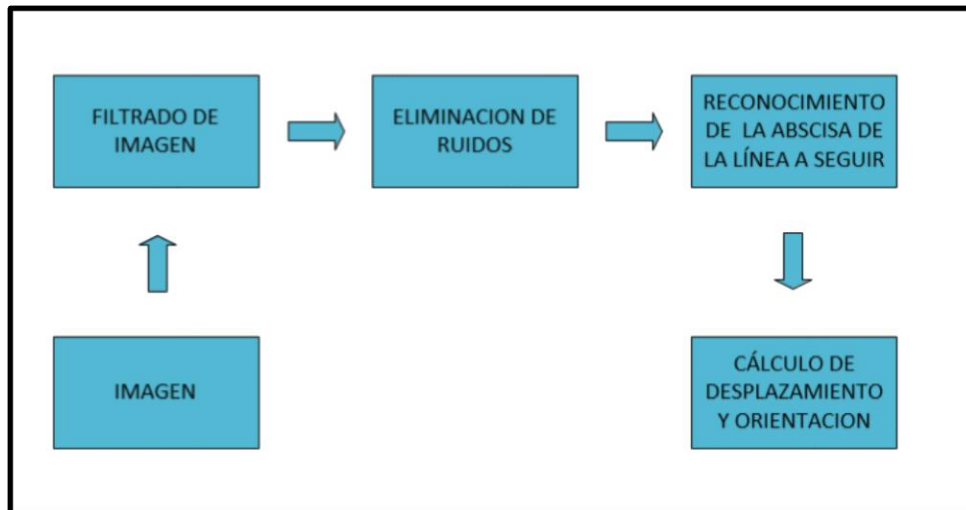 FILTRADO DE
IMAGEN
ELIMINACION DE
RUIDOS
RECONOCIMIENTO
DE LA ABSCISA DE
LA LÍNEA A SEGUIR
IMAGEN
CÁLCULO DE
DESPLAZAMIENTO
Y ORIENTACION